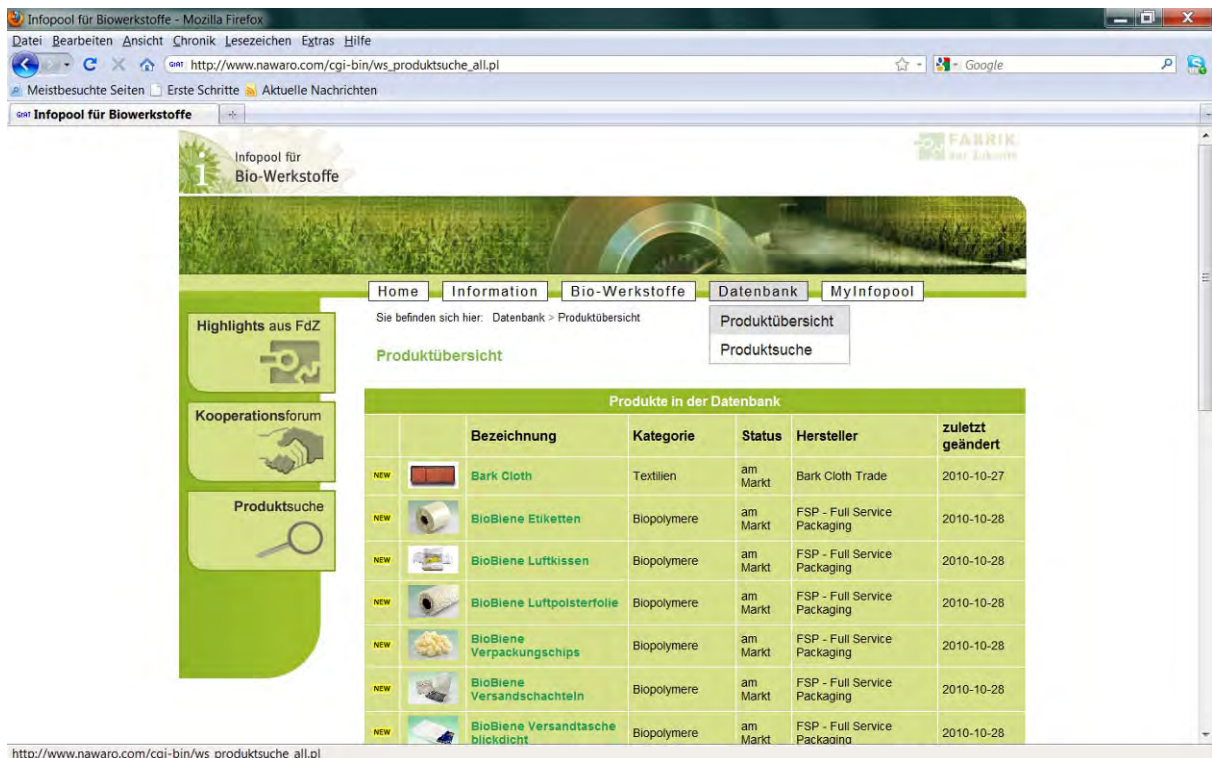 Infopool für Biowerkstoffe - Mozilla Firefox
Datei Bearbeiten Ansicht Chronik Lesezeichen Extras Hilfe
http://www.nawaro.com/cgi-bin/ws_produktsuche_all.pl
Google
Meistbesuchte Seiten Erste Schritte Aktuelle Nachrichten
Infopool für Biowerkstoffe
FABRIK
der Zukunft
i
Infopool für
Bio-Werkstoffe
Home Information Bio-Werkstoffe Datenbank MyInfopool
Sie befinden sich hier: Datenbank > Produktübersicht
Produktübersicht
Produktsuche
Highlights aus FdZ
Kooperationsforum
Produktsuche
Produktübersicht
Produkte in der Datenbank
Bezeichnung Kategorie Status Hersteller zuletzt geändert
NEW Bark Cloth Textilien am Markt Bark Cloth Trade 2010-10-27
NEW BioBiene Etiketten Biopolymere am Markt FSP - Full Service Packaging 2010-10-28
NEW BioBiene Luftkissen Biopolymere am Markt FSP - Full Service Packaging 2010-10-28
NEW BioBiene Luftpolsterfolie Biopolymere am Markt FSP - Full Service Packaging 2010-10-28
NEW BioBiene Verpackungschips Biopolymere am Markt FSP - Full Service Packaging 2010-10-28
NEW BioBiene Versandschachteln Biopolymere am Markt FSP - Full Service Packaging 2010-10-28
NEW BioBiene Versandtasche blickdicht Biopolymere am Markt FSP - Full Service Packaging 2010-10-28
http://www.nawaro.com/cgi-bin/ws_produktsuche_all.pl